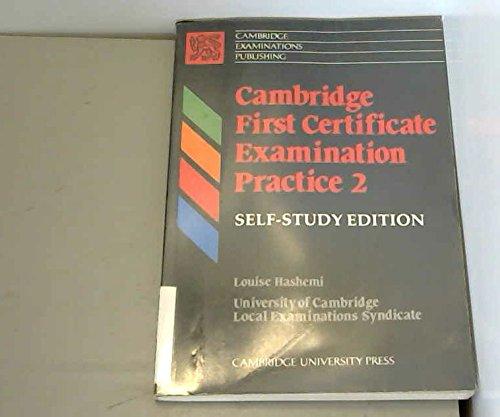 CAMBRIDGE
EXAMINATIONS
PUBLISHING
Cambridge
First Certificate
Examination
Practice 2
SELF-STUDY EDITION
Louise Hashemi
University of Cambridge
Local Examinations Syndicate
CAMBRIDGE UNIVERSITY PRESS